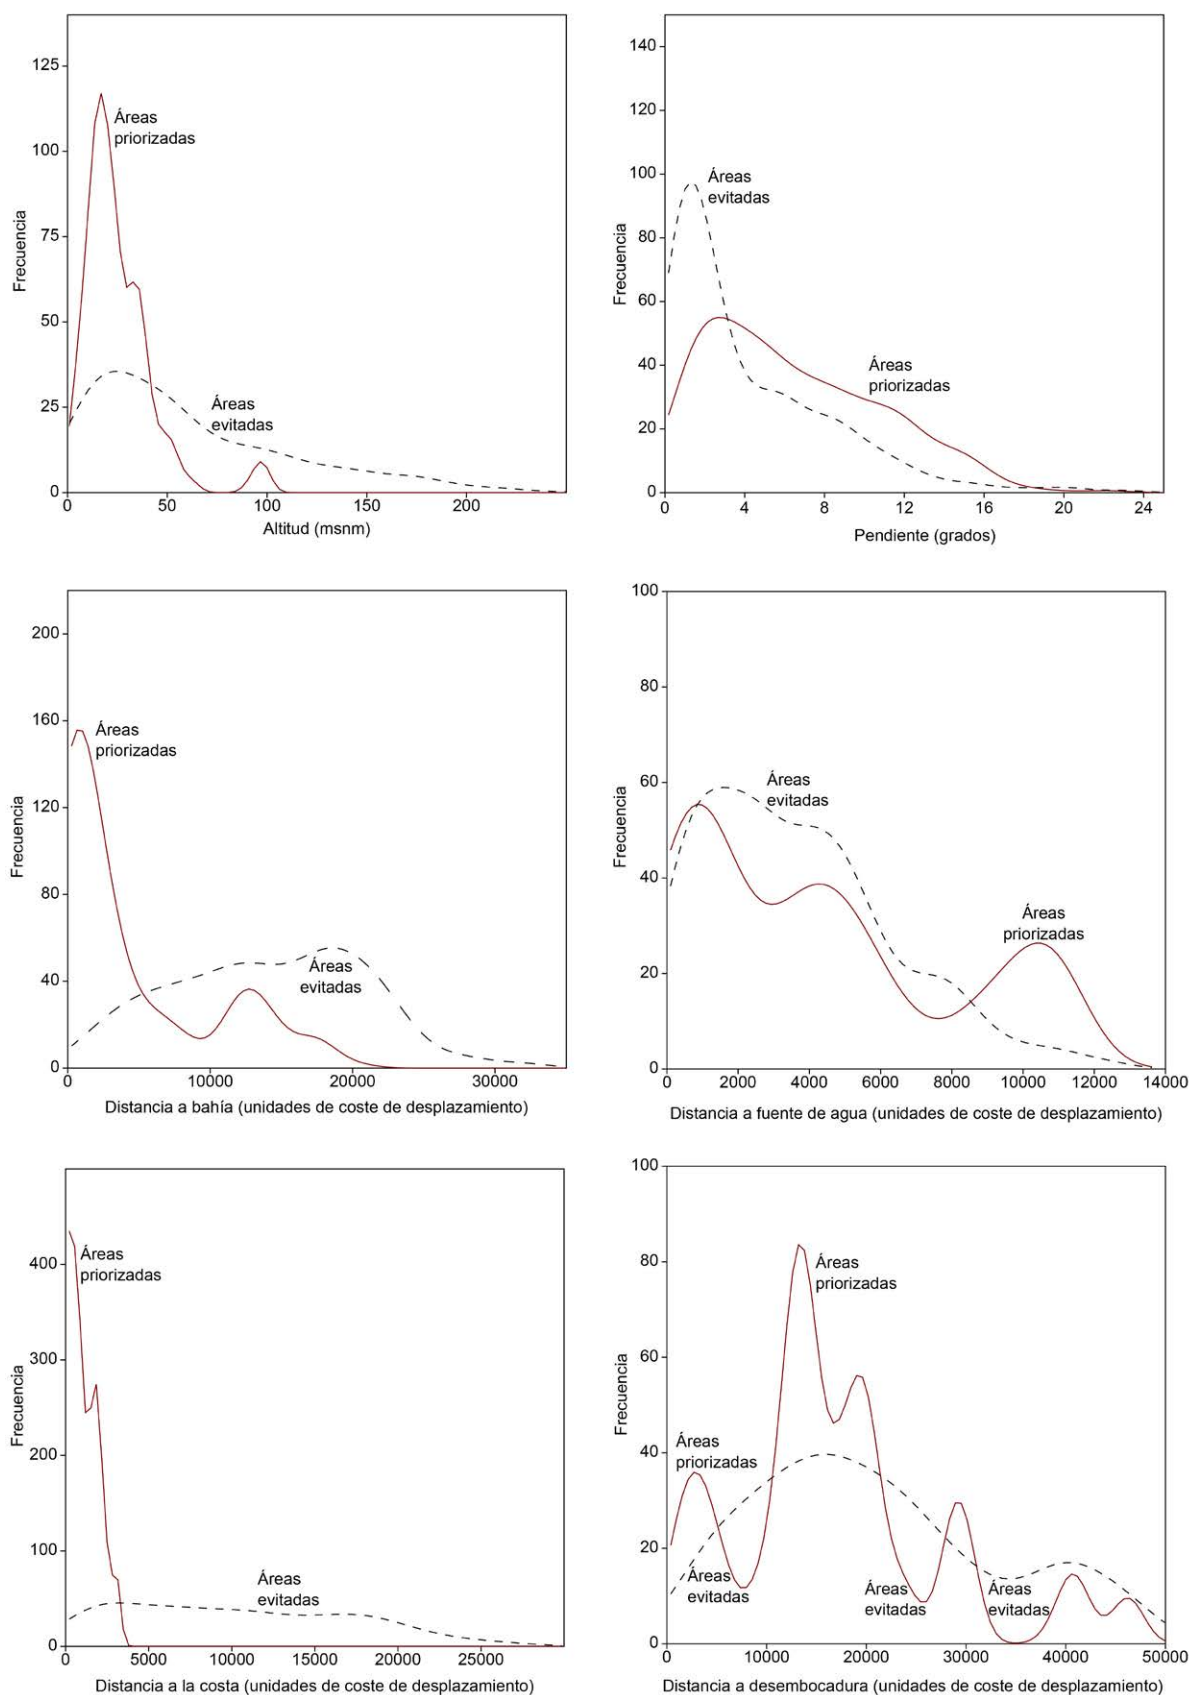 125
100
75
50
25
0
Frecuencia
Áreas
priorizadas
Áreas
evitadas
0
50
100
150
200
Altitud (msnm)
140
120
100
80
60
40
20
0
Frecuencia
Áreas
evitadas
Áreas
priorizadas
0
4
8
12
16
20
24
Pendiente (grados)
200
160
120
80
40
0
Frecuencia
Áreas
priorizadas
Áreas
evitadas
0
10000
20000
30000
Distancia a bahía (unidades de coste de desplazamiento)
100
80
60
40
20
0
Frecuencia
Áreas
evitadas
Áreas
priorizadas
0
2000
4000
6000
8000
10000
12000
14000
Distancia a fuente de agua (unidades de coste de desplazamiento)
400
300
200
100
0
Frecuencia
Áreas
priorizadas
Áreas
evitadas
0
5000
10000
15000
20000
25000
Distancia a la costa (unidades de coste de desplazamiento)
100
80
60
40
20
0
Frecuencia
Áreas
priorizadas
Áreas
priorizadas
Áreas
evitadas
Áreas
evitadas
Áreas
evitadas
0
10000
20000
30000
40000
50000
Distancia a desembocadura (unidades de coste de desplazamiento)